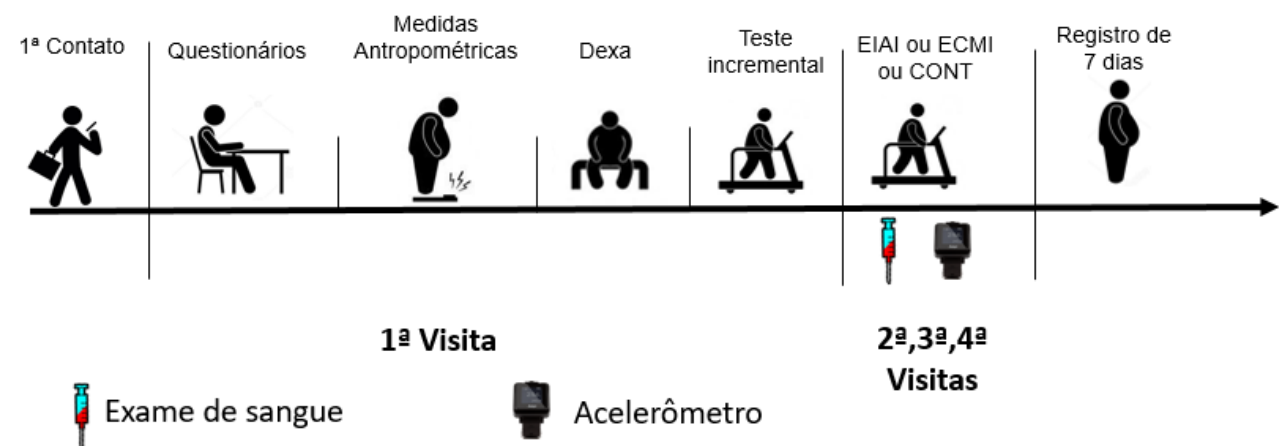 1ª Contato
Questionários
Medidas
Antropométricas
Dexa
Teste
incremental
EIAI ou ECMI
ou CONT
Registro de
7 dias
1ª Visita
2ª,3ª,4ª
Visitas
Exame de sangue
Acelerômetro